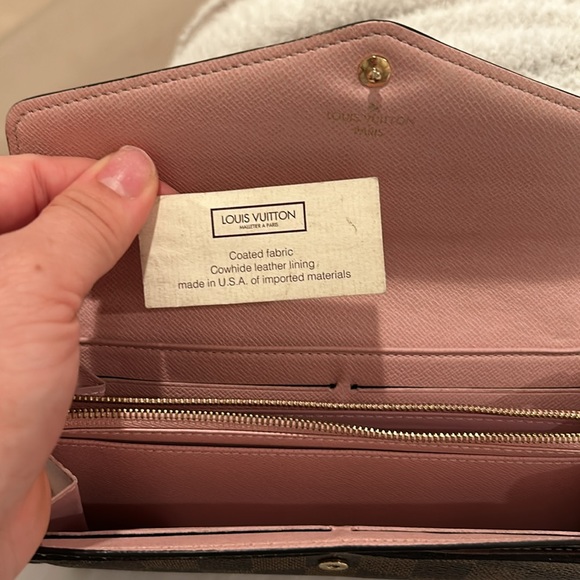 LOUIS VUITTON
PARIS
LOUIS VUITTON
MALLETIER A PARIS
Coated fabric
Cowhide leather lining
made in U.S.A. of imported materials